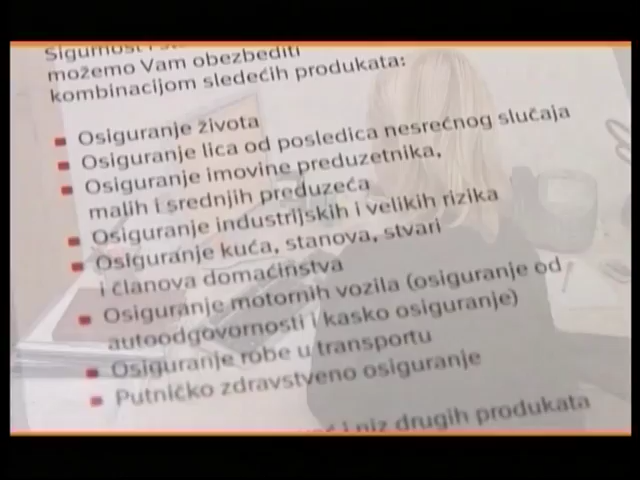 Sigurnost i
možemo Vam obezbediti
kombinacijom sledećih produkata:
Osiguranje života
Osiguranje lica od posledica nesrećnog slučaja
Osiguranje imovine preduzetnika,
malih i srednjih preduzeća
Osiguranje industrijskih i velikih rizika
Osiguranje kuća, stanova, stvari
i članova domaćinstva
Osiguranje motornih vozila (osiguranje od
autoodgovornosti i kasko osiguranje)
Osiguranje robe u transportu
Putničko zdravstveno osiguranje
i niz drugih produkata